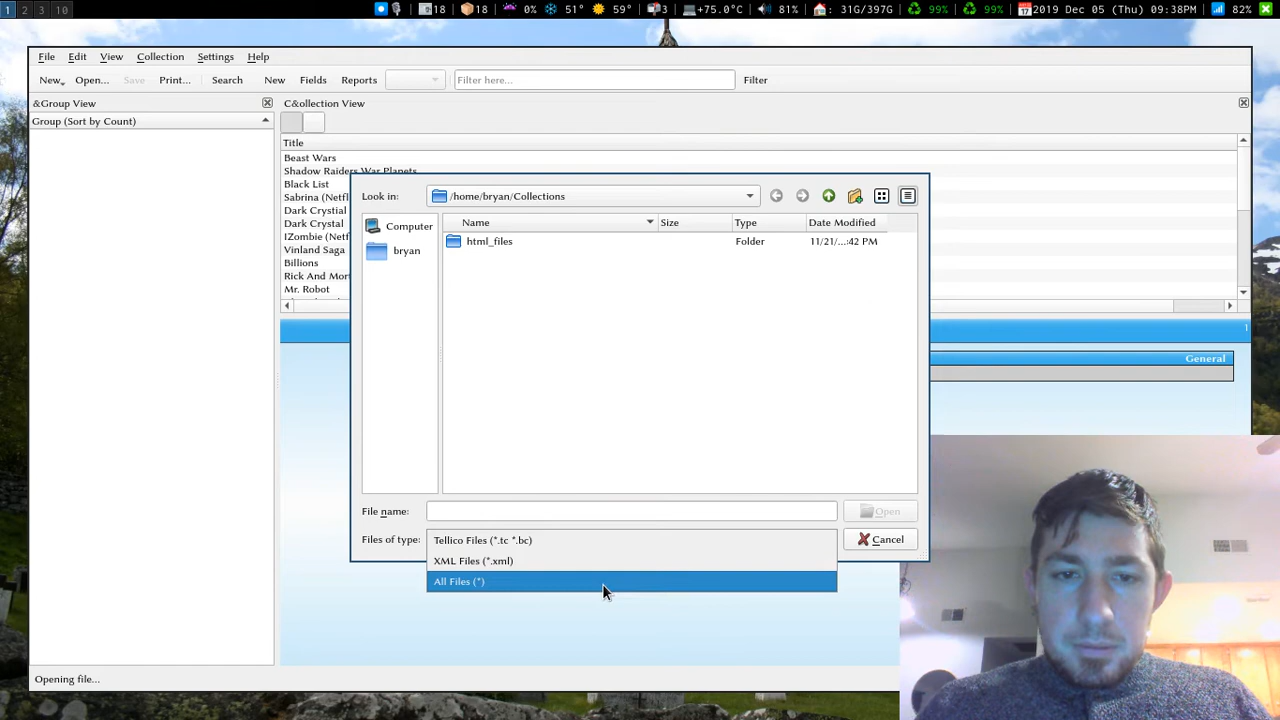 1 2 3 10 18 18 0% 51° 59° 3 +75.0°C 81% : 31G/397G 99% 99% 2019 Dec 05 (Thu) 09:38PM 82%
File Edit View Collection Settings Help
New Open... Save Print... Search New Fields Reports Filter here... Filter
&Group View
C&ollection View
Group (Sort by Count)
Title
Beast Wars
Shadow Raiders War Planets
Black List
Sabrina (Netfl
Dark Crystial
Dark Crystal
IZombie (Netfl
Vinland Saga
Billions
Rick And Mor
Mr. Robot
Look in: /home/bryan/Collections
Computer
bryan
Name Size Type Date Modified
html_files Folder 11/21/...:42 PM
File name: Open
Files of type: Cancel
Tellico Files (*.tc *.bc)
XML Files (*.xml)
All Files (*)
1
General
Opening file...